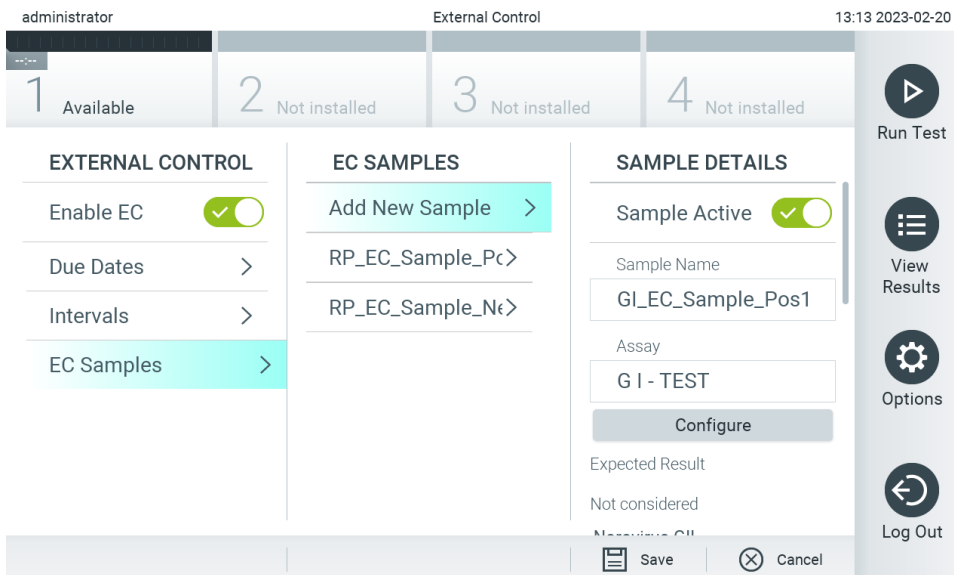 administrator
External Control
13:13 2023-02-20
--:--
1 Available
2 Not installed
3 Not installed
4 Not installed
Run Test
View
Results
Options
Log Out
EXTERNAL CONTROL
Enable EC
Due Dates
Intervals
EC Samples
EC SAMPLES
Add New Sample
RP_EC_Sample_Po
RP_EC_Sample_Ne
SAMPLE DETAILS
Sample Active
Sample Name
GI_EC_Sample_Pos1
Assay
G I - TEST
Configure
Expected Result
Not considered
Norovirus GII
Save
Cancel